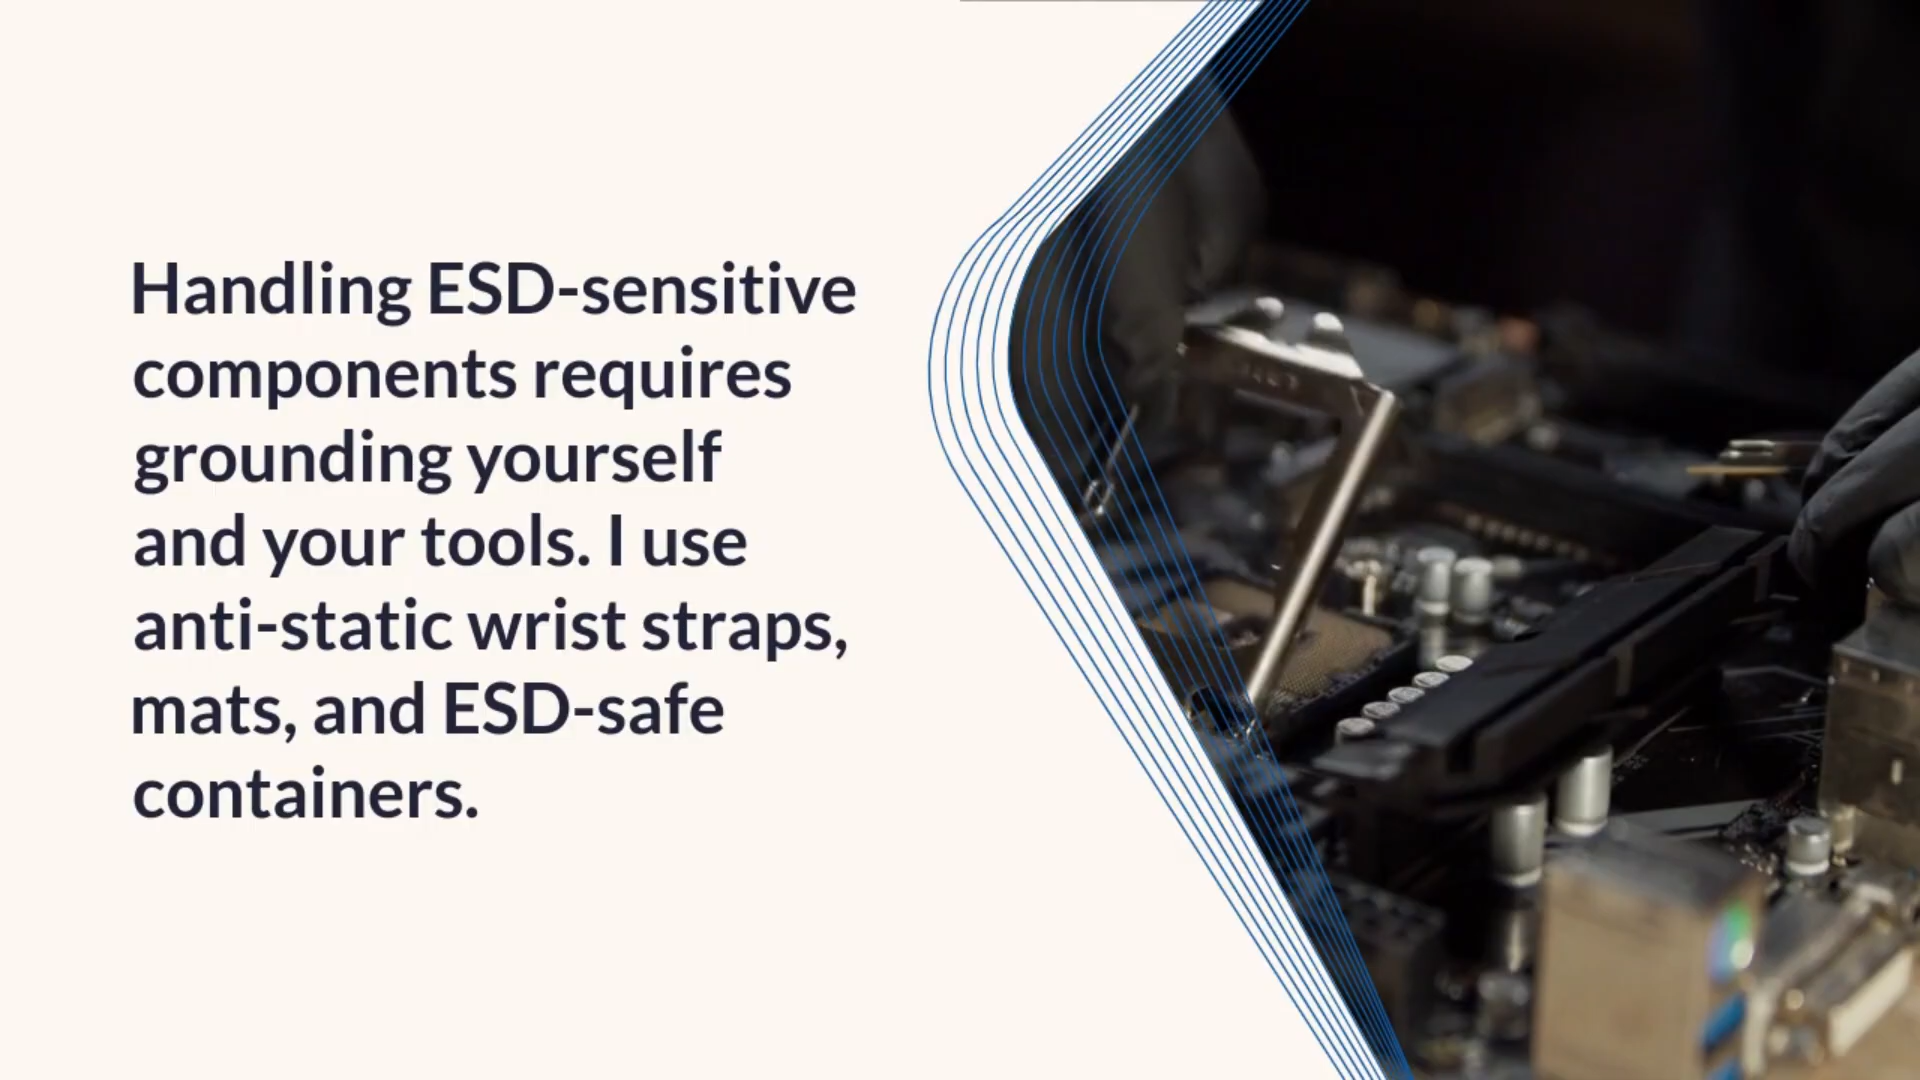 Handling ESD-sensitive
components requires
grounding yourself
and your tools. I use
anti-static wrist straps,
mats, and ESD-safe
containers.